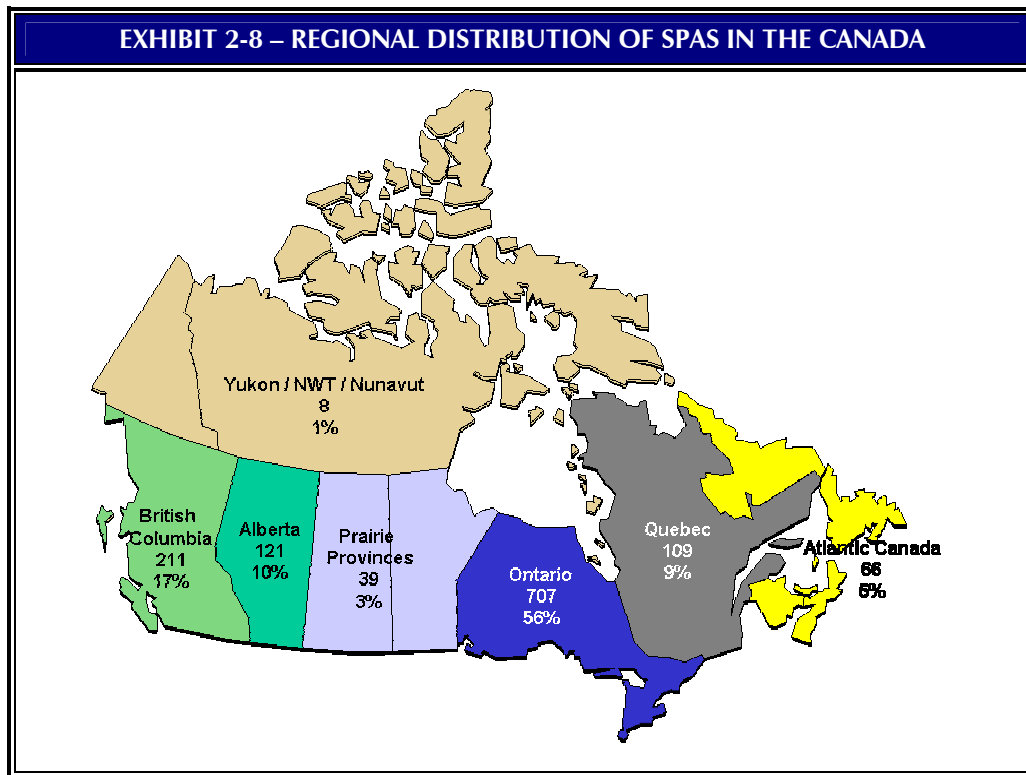 EXHIBIT 2-8 – REGIONAL DISTRIBUTION OF SPAS IN THE CANADA
Yukon / NWT / Nunavut
8
1%
British
Columbia
211
17%
Alberta
121
10%
Prairie
Provinces
39
3%
Ontario
707
56%
Quebec
109
9%
Atlantic Canada
66
5%